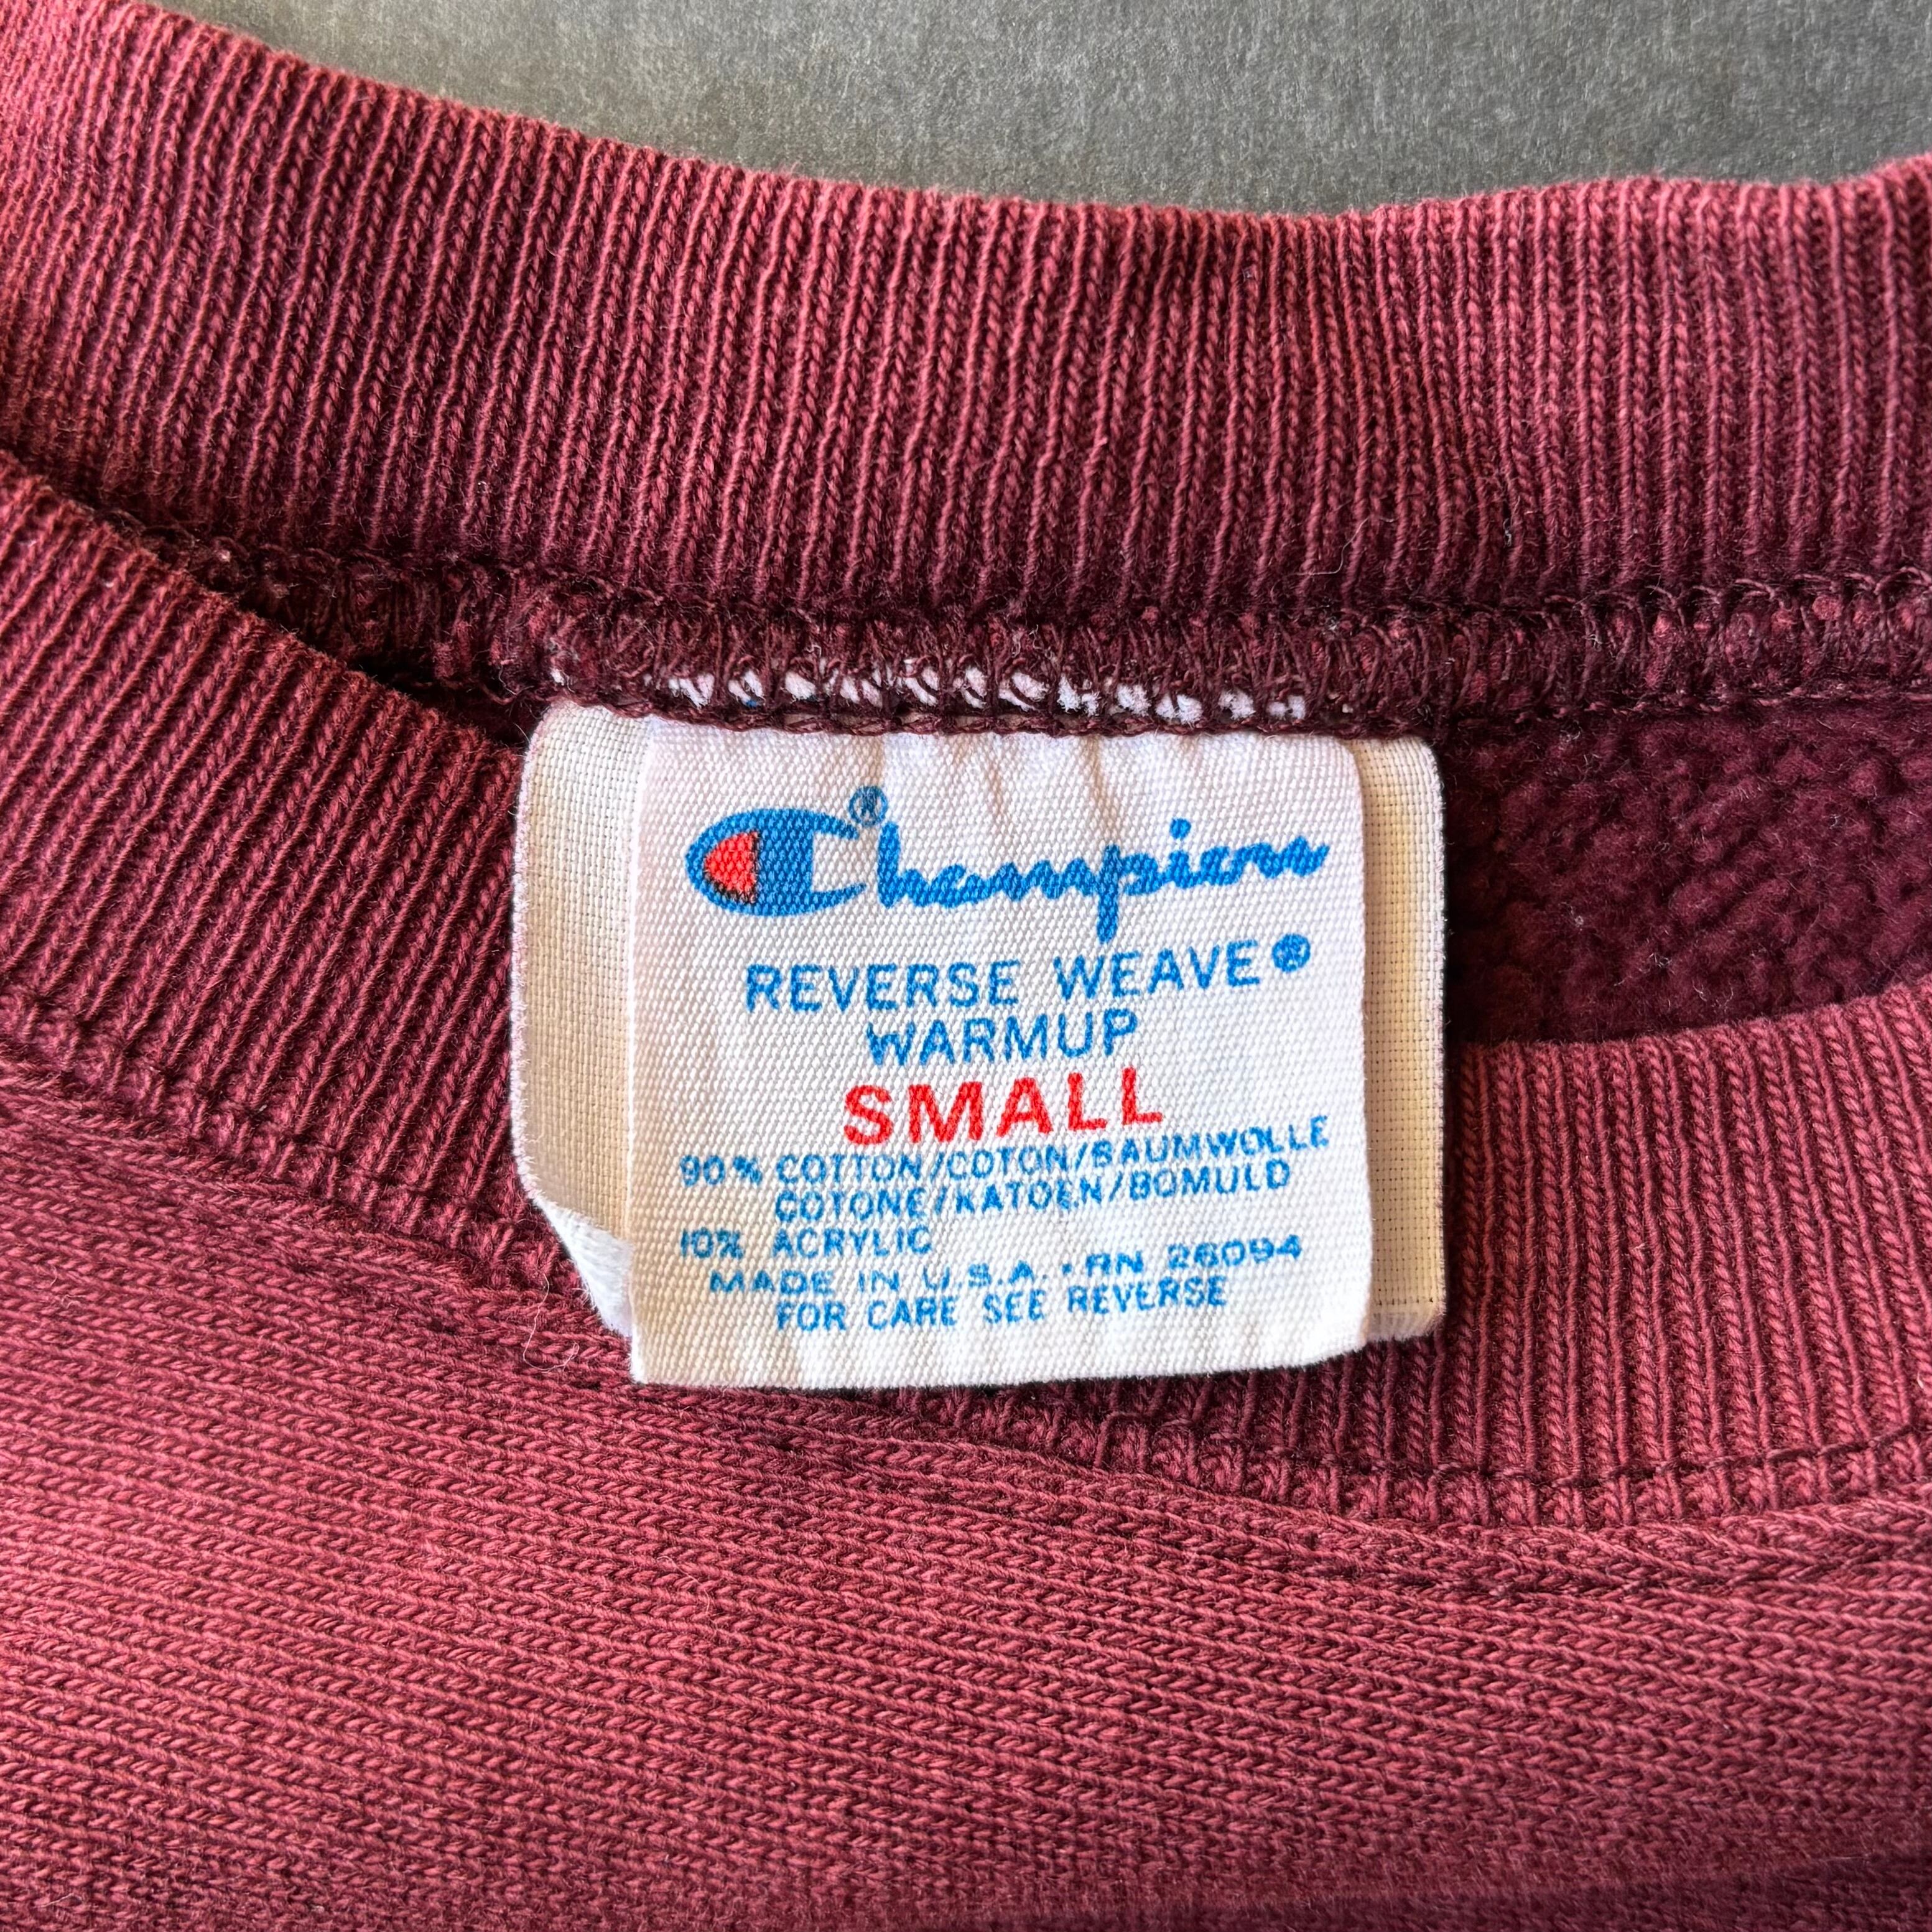 Champion®
REVERSE WEAVE®
WARMUP
SMALL
90% COTTON/COTON/BAUMWOLLE
COTONE/KATOEN/BOMULD
10% ACRYLIC
MADE IN U.S.A. • RN 26094
FOR CARE SEE REVERSE